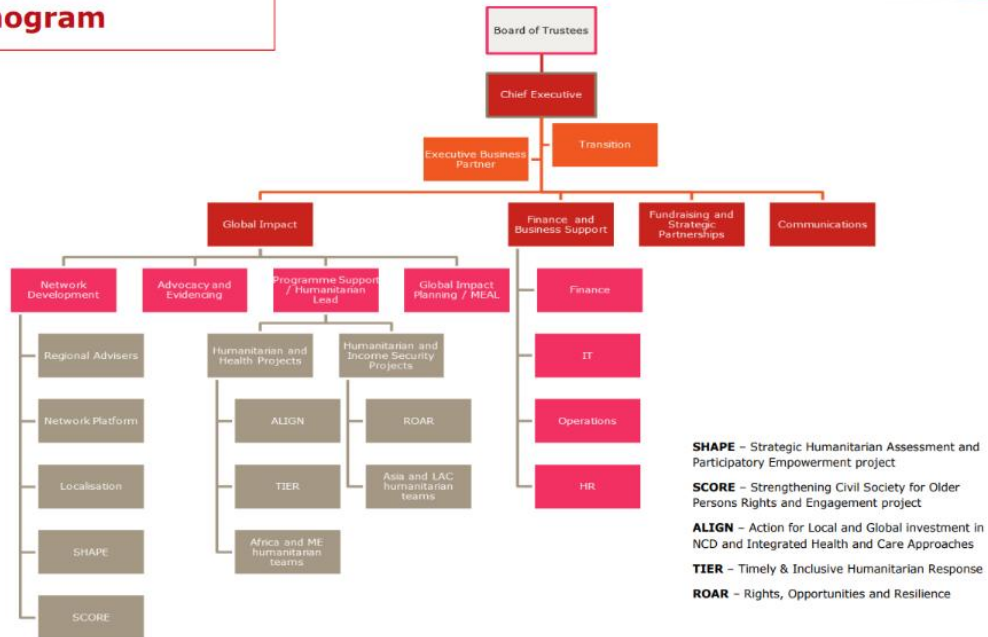 nogram
Board of Trustees
Chief Executive
Transition
Executive Business
Partner
Global Impact
Finance and
Business Support
Fundraising and
Strategic
Partnerships
Communications
Network
Development
Advocacy and
Evidencing
Programme Support
/ Humanitarian
Lead
Global Impact
Planning / MEAL
Finance
Regional Advisers
Humanitarian and
Health Projects
Humanitarian and
Income Security
Projects
IT
Network Platform
ALIGN
ROAR
Operations
Localisation
TIER
Asia and LAC
humanitarian
teams
HR
SHAPE
Africa and ME
humanitarian
teams
SCORE
SHAPE – Strategic Humanitarian Assessment and
Participatory Empowerment project
SCORE – Strengthening Civil Society for Older
Persons Rights and Engagement project
ALIGN – Action for Local and Global investment in
NCD and Integrated Health and Care Approaches
TIER – Timely & Inclusive Humanitarian Response
ROAR – Rights, Opportunities and Resilience